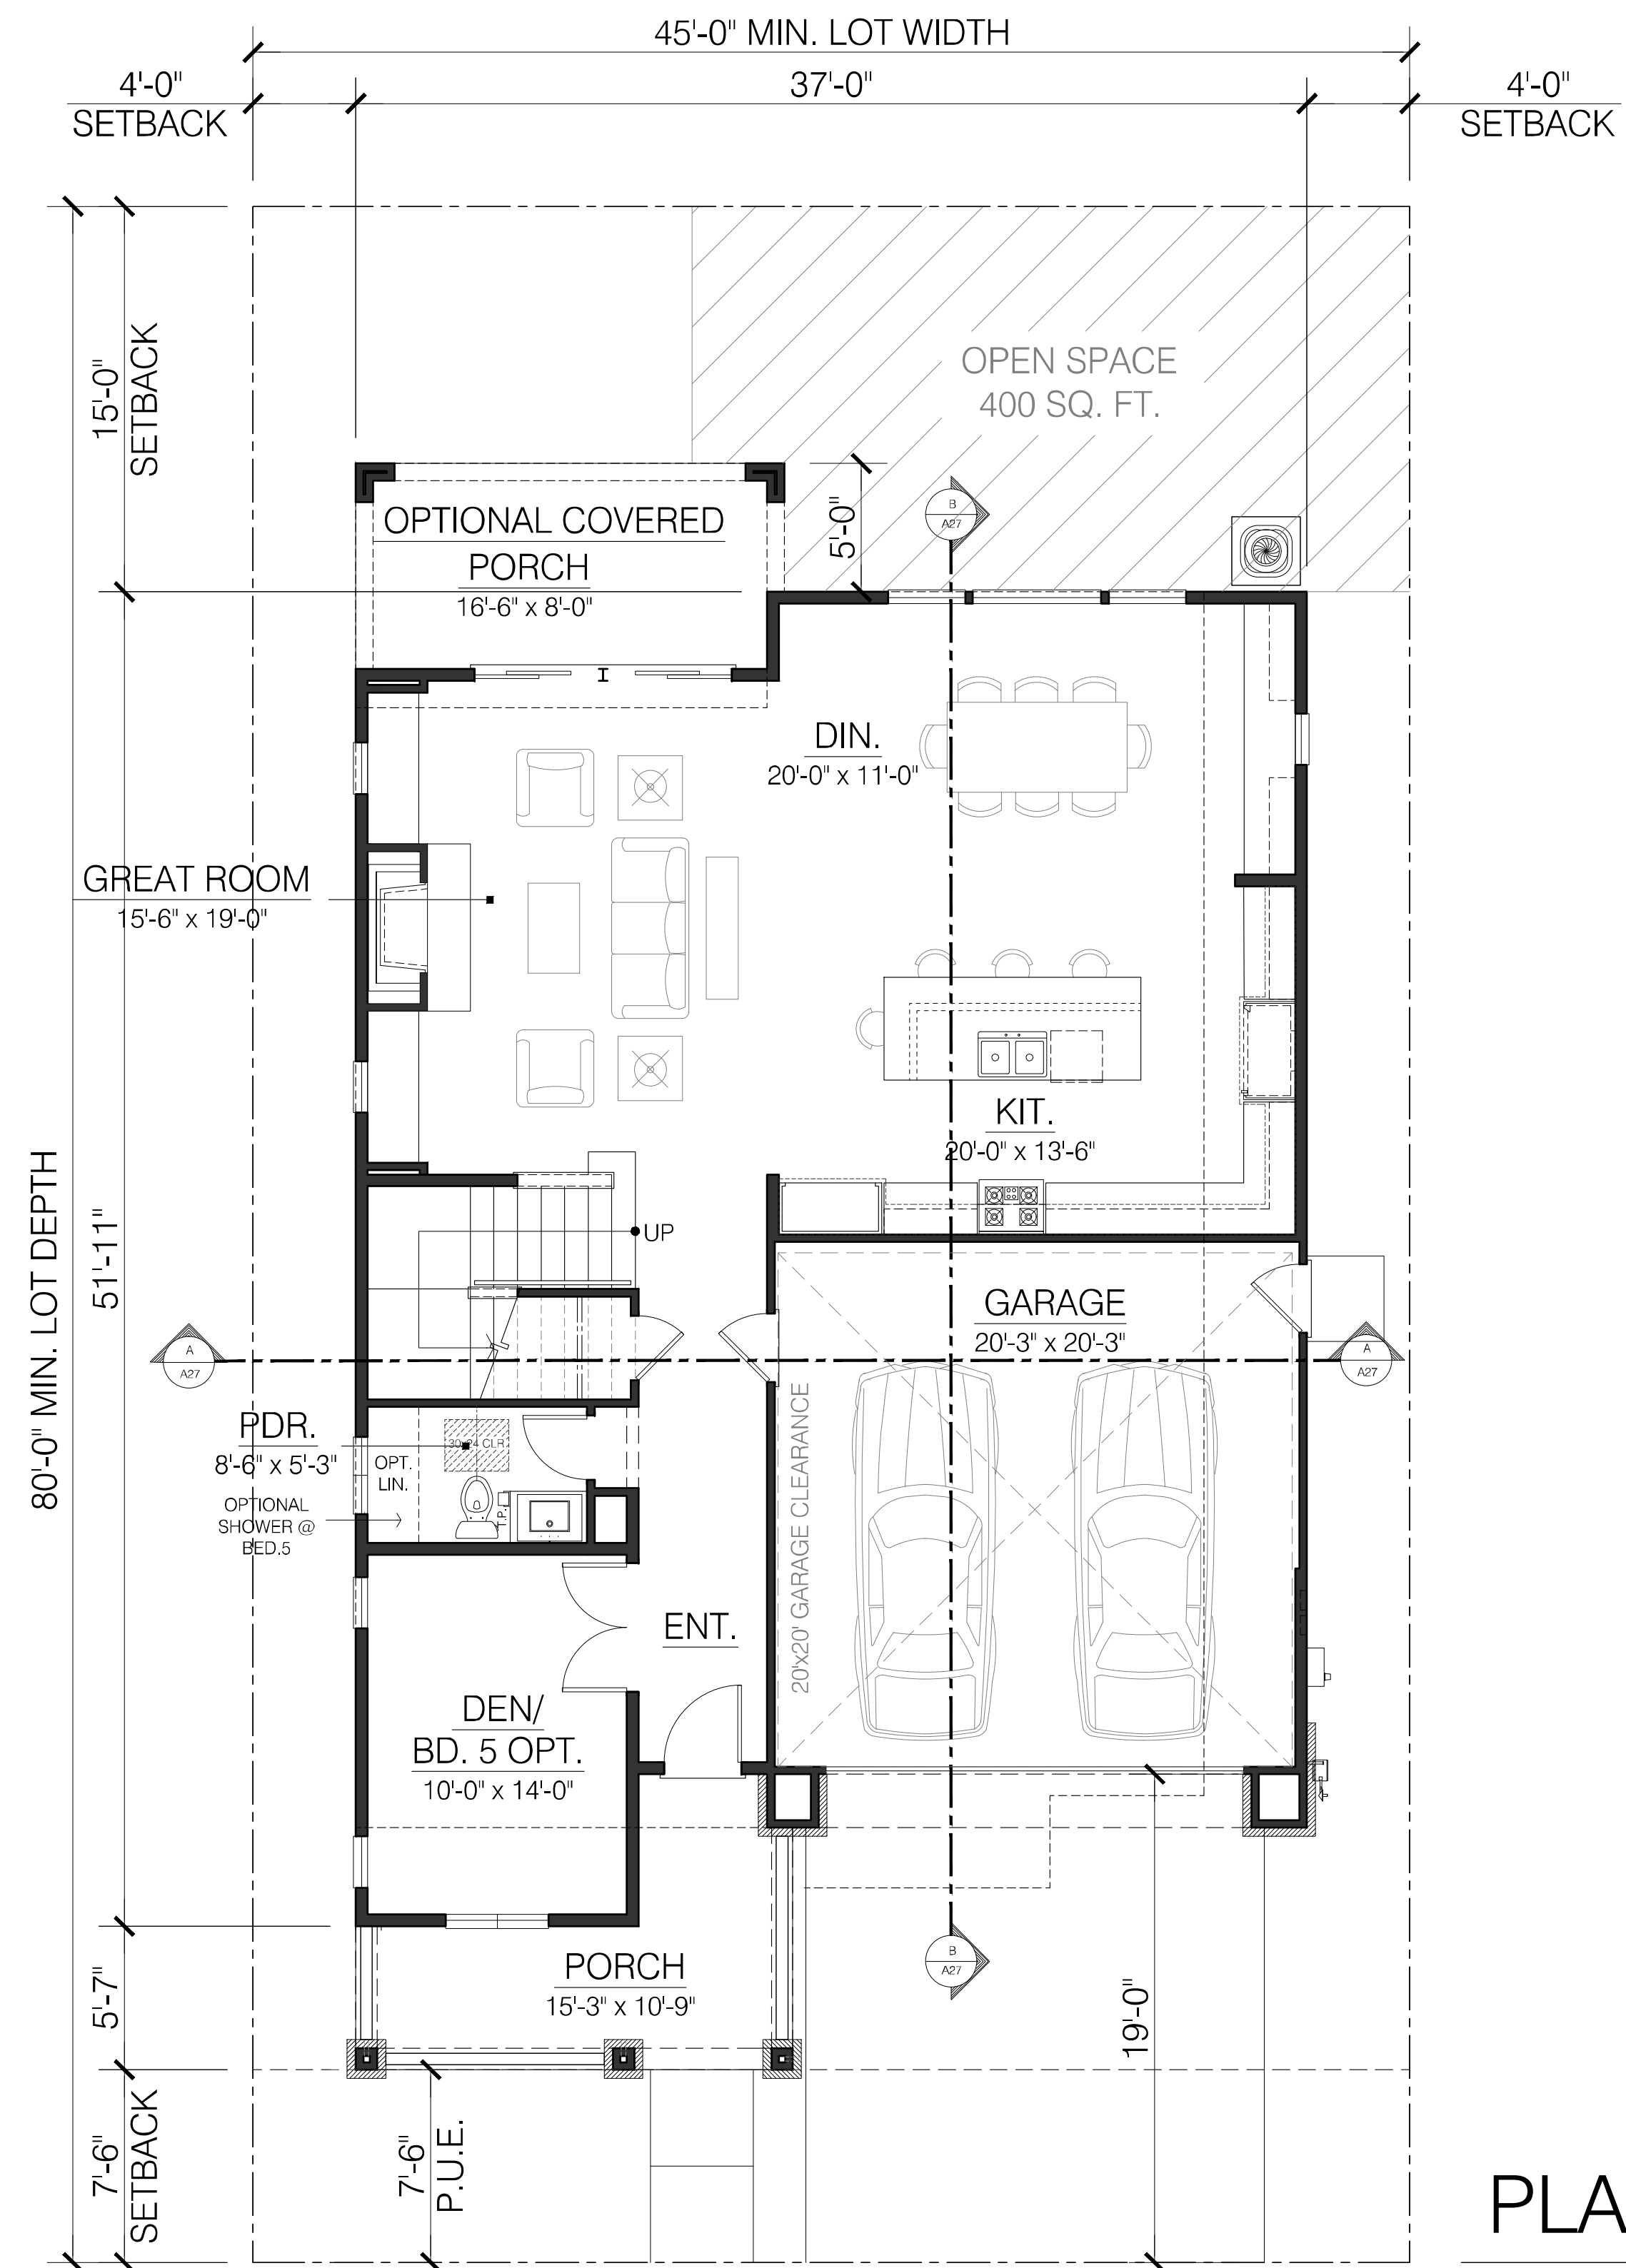 45'-0" MIN. LOT WIDTH
4'-0"
SETBACK
37'-0"
4'-0"
SETBACK
15'-0"
SETBACK
OPEN SPACE
400 SQ. FT.
OPTIONAL COVERED
PORCH
16'-6" x 8'-0"
5'-0"
B
A27
DIN.
20'-0" x 11'-0"
GREAT ROOM
15'-6" x 19'-0"
KIT.
20'-0" x 13'-6"
80'-0" MIN. LOT DEPTH
51'-11"
UP
GARAGE
20'-3" x 20'-3"
A
A27
A
A27
20'x20' GARAGE CLEARANCE
PDR.
8'-6" x 5'-3"
30x24 CLR
OPT.
LIN.
T.P.
OPTIONAL
SHOWER @
BED.5
ENT.
DEN/
BD. 5 OPT.
10'-0" x 14'-0"
B
A27
PORCH
15'-3" x 10'-9"
5'-7"
19'-0"
7'-6"
SETBACK
7'-6"
P.U.E.
PLA